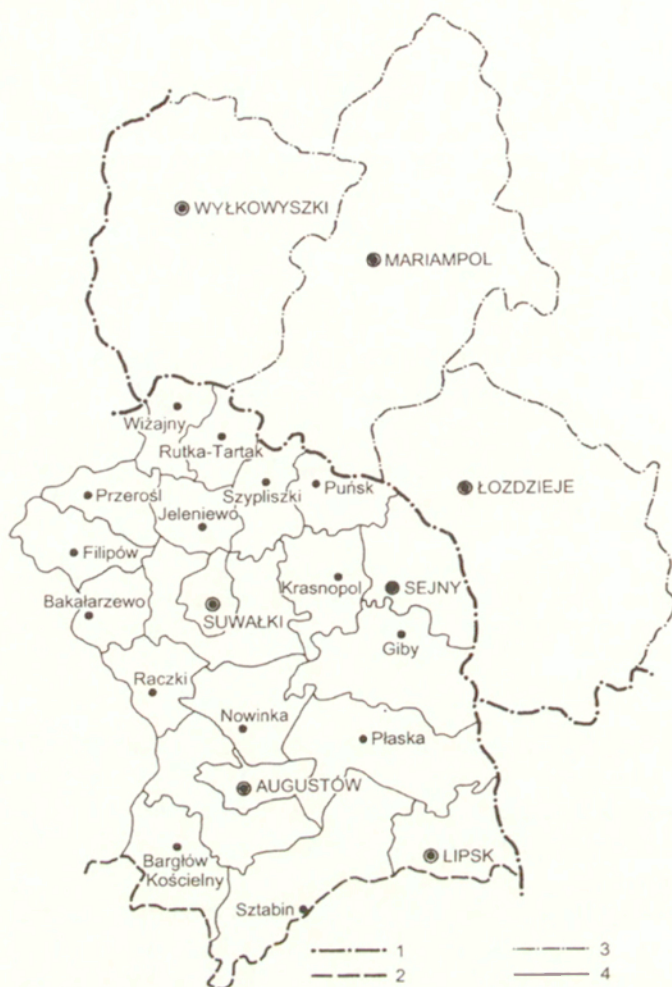 WYŁKOWYSZKI
MARIAMPOL
Wiżajny
Rutka-Tartak
ŁOZDZIEJE
Przerośl
Szypliszki
Puńsk
Jeleniewo
Filipów
Krasnopol
SEJNY
Bakałarzewo
SUWAŁKI
Giby
Raczki
Nowinka
Płaska
AUGUSTÓW
Bargłów
Kościelny
LIPSK
Sztabin
1
3
2
4